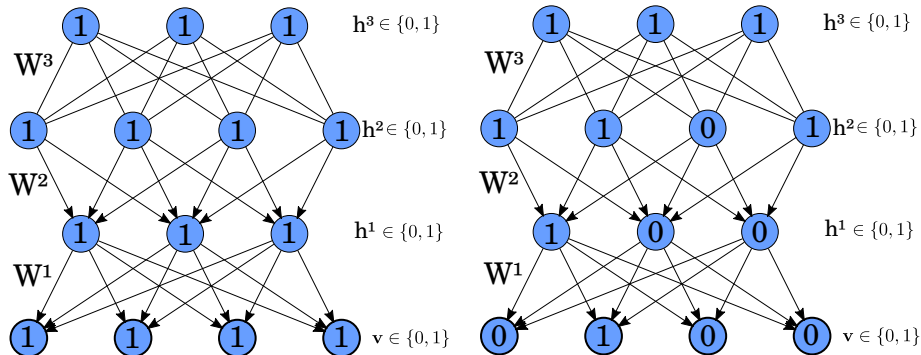 1 1 1 h³ ∈ {0, 1}
W³
1 1 1 1 h² ∈ {0, 1}
W²
1 1 1 h¹ ∈ {0, 1}
W¹
1 1 1 1 v ∈ {0, 1}
1 1 1 h³ ∈ {0, 1}
W³
1 1 0 1 h² ∈ {0, 1}
W²
1 0 0 h¹ ∈ {0, 1}
W¹
0 1 0 0 v ∈ {0, 1}